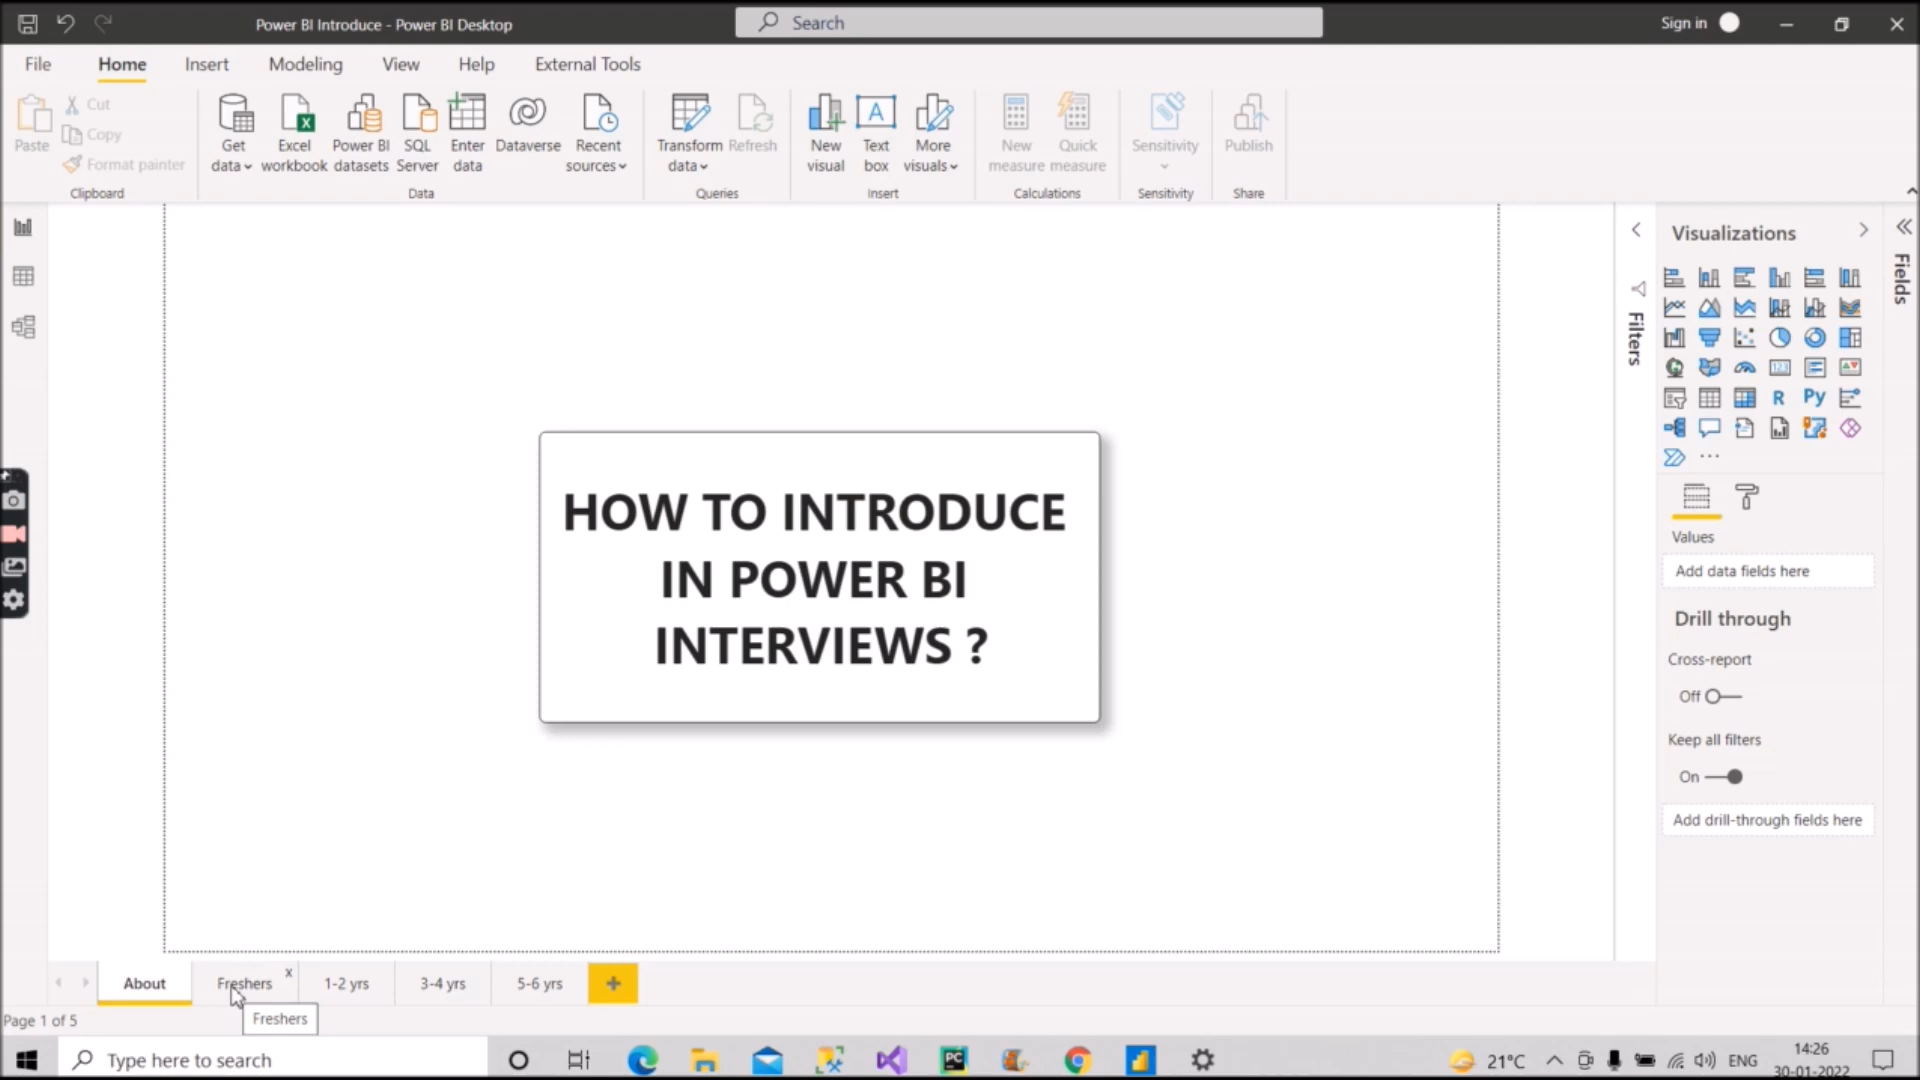 Power BI Introduce - Power BI Desktop
Search
Sign in
File Home Insert Modeling View Help External Tools
Paste
Cut
Copy
Format painter
Clipboard
Get data
Excel workbook
Power BI datasets
SQL Server
Enter data
Dataverse
Recent sources
Data
Transform data
Refresh
Queries
New visual
A
Text box
More visuals
Insert
New measure
Quick measure
Calculations
Sensitivity
Sensitivity
Publish
Share
HOW TO INTRODUCE
IN POWER BI
INTERVIEWS ?
Filters
Visualizations
123
R
Py
Values
Add data fields here
Drill through
Cross-report
Off
Keep all filters
On
Add drill-through fields here
Fields
About Freshers x 1-2 yrs 3-4 yrs 5-6 yrs +
Freshers
Page 1 of 5
Type here to search
PC
21°C
ENG
14:26
30-01-2022